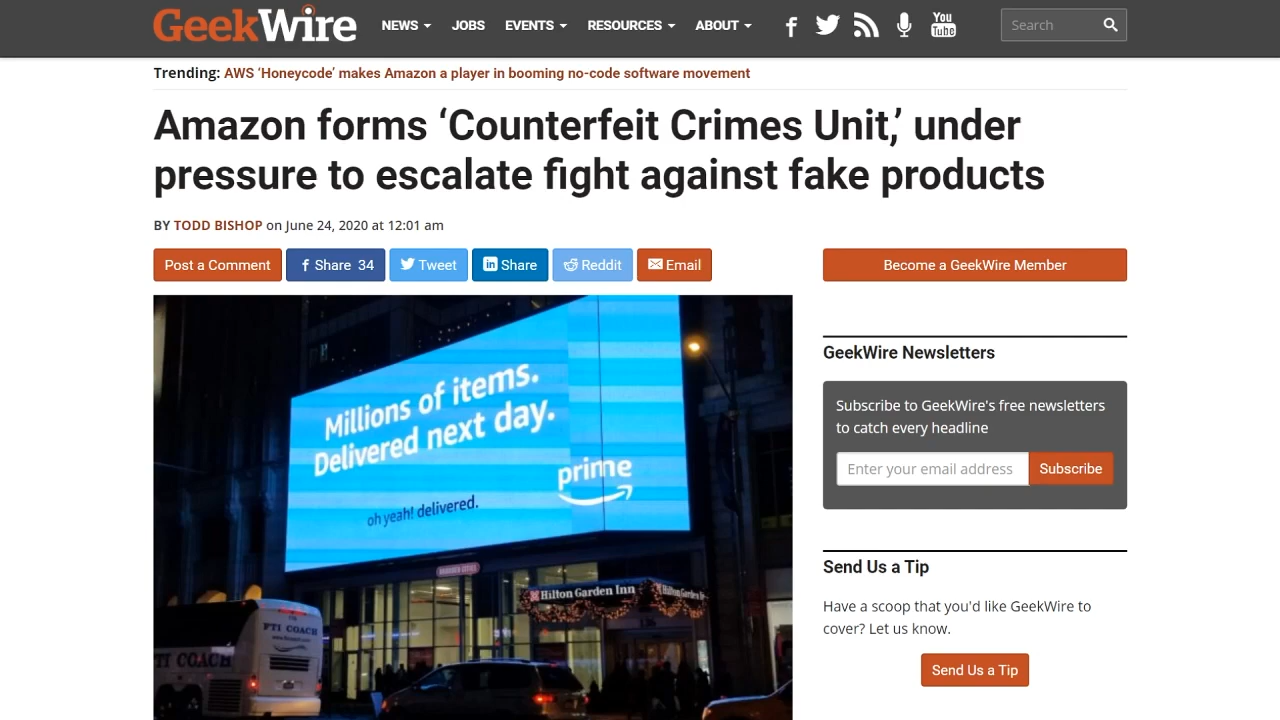 GeekWire
NEWS JOBS EVENTS RESOURCES ABOUT You Tube Search
Trending: AWS ‘Honeycode’ makes Amazon a player in booming no-code software movement
Amazon forms ‘Counterfeit Crimes Unit,’ under
pressure to escalate fight against fake products
BY TODD BISHOP on June 24, 2020 at 12:01 am
Post a Comment Share 34 Tweet Share Reddit Email
Become a GeekWire Member
Millions of items.
Delivered next day.
prime
oh yeah! delivered.
Hilton Garden Inn
Hilton Garden
PTI COACH
PTI COACH
GeekWire Newsletters
Subscribe to GeekWire's free newsletters
to catch every headline
Enter your email address Subscribe
Send Us a Tip
Have a scoop that you'd like GeekWire to
cover? Let us know.
Send Us a Tip